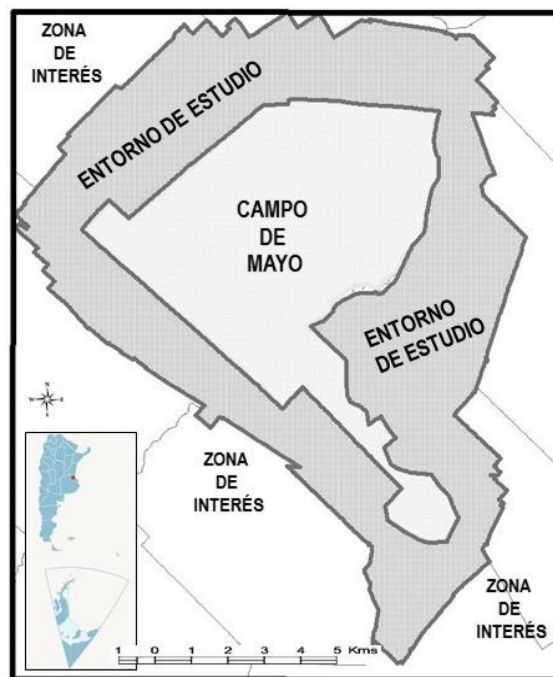 ZONA
DE
INTERÉS
ENTORNO DE ESTUDIO
CAMPO
DE
MAYO
ENTORNO
DE ESTUDIO
N
W E
S
ZONA
DE
INTERÉS
ZONA
DE
INTERÉS
1 0 1 2 3 4 5 Kms